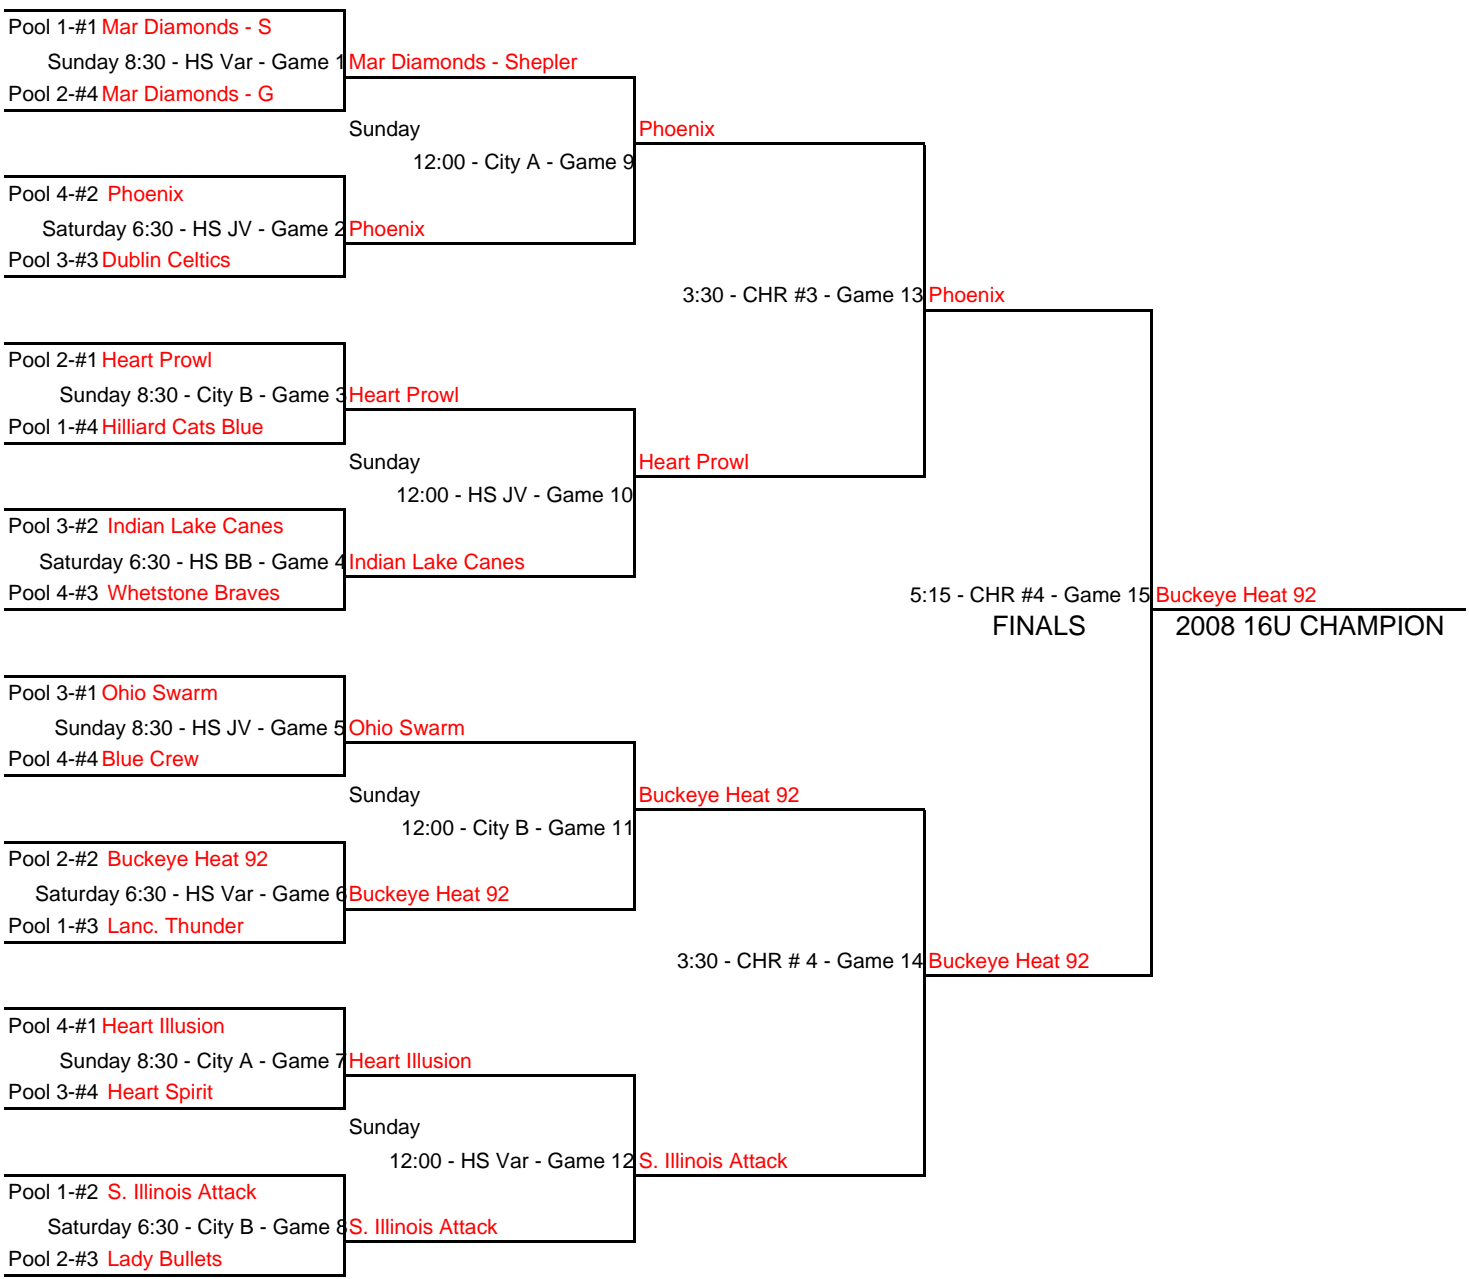 Pool 1-#1 Mar Diamonds - S
Sunday 8:30 - HS Var - Game 1 Mar Diamonds - Shepler
Pool 2-#4 Mar Diamonds - G
Sunday Phoenix
12:00 - City A - Game 9
Pool 4-#2 Phoenix
Saturday 6:30 - HS JV - Game 2 Phoenix
Pool 3-#3 Dublin Celtics
3:30 - CHR #3 - Game 13 Phoenix
Pool 2-#1 Heart Prowl
Sunday 8:30 - City B - Game 3 Heart Prowl
Pool 1-#4 Hilliard Cats Blue
Sunday Heart Prowl
12:00 - HS JV - Game 10
Pool 3-#2 Indian Lake Canes
Saturday 6:30 - HS BB - Game 4 Indian Lake Canes
Pool 4-#3 Whetstone Braves
5:15 - CHR #4 - Game 15 Buckeye Heat 92
FINALS 2008 16U CHAMPION
Pool 3-#1 Ohio Swarm
Sunday 8:30 - HS JV - Game 5 Ohio Swarm
Pool 4-#4 Blue Crew
Sunday Buckeye Heat 92
12:00 - City B - Game 11
Pool 2-#2 Buckeye Heat 92
Saturday 6:30 - HS Var - Game 6 Buckeye Heat 92
Pool 1-#3 Lanc. Thunder
3:30 - CHR # 4 - Game 14 Buckeye Heat 92
Pool 4-#1 Heart Illusion
Sunday 8:30 - City A - Game 7 Heart Illusion
Pool 3-#4 Heart Spirit
Sunday
12:00 - HS Var - Game 12 S. Illinois Attack
Pool 1-#2 S. Illinois Attack
Saturday 6:30 - City B - Game 8 S. Illinois Attack
Pool 2-#3 Lady Bullets